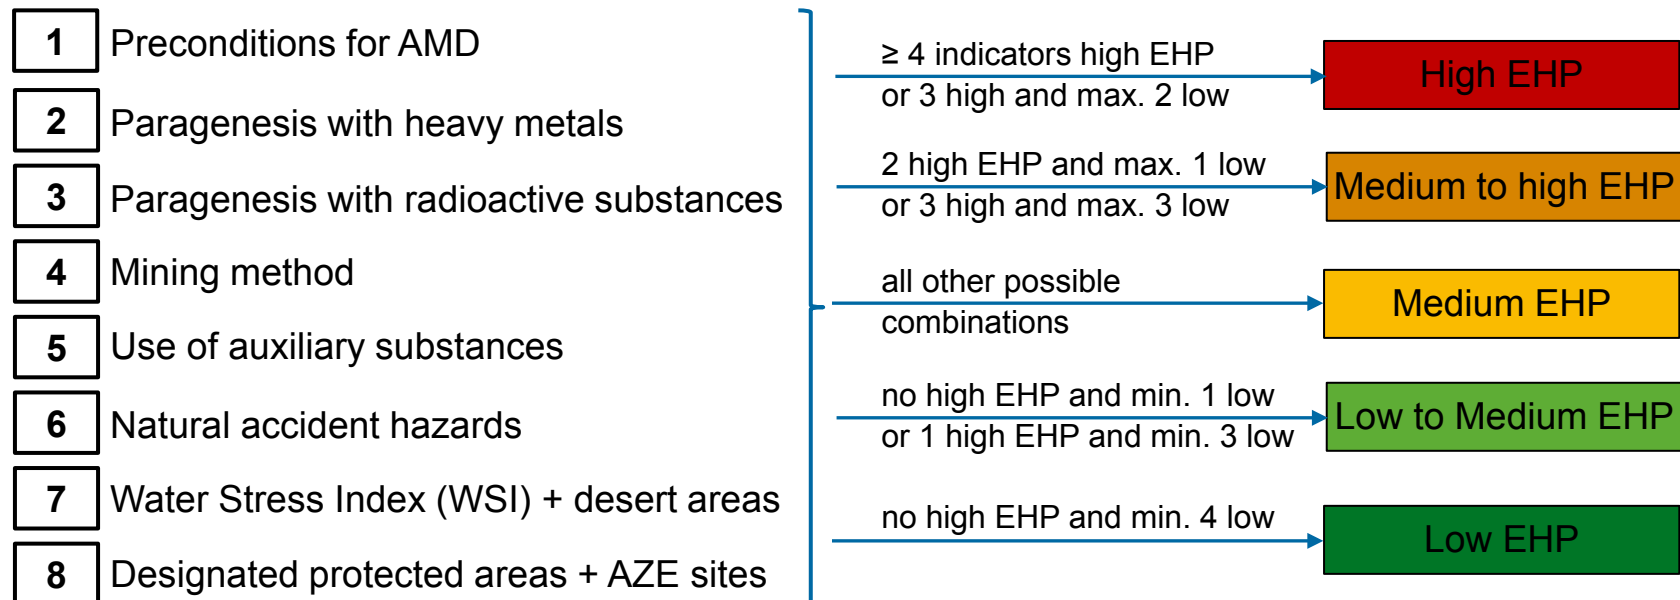 1 Preconditions for AMD
2 Paragenesis with heavy metals
3 Paragenesis with radioactive substances
4 Mining method
5 Use of auxiliary substances
6 Natural accident hazards
7 Water Stress Index (WSI) + desert areas
8 Designated protected areas + AZE sites
≥ 4 indicators high EHP
or 3 high and max. 2 low
High EHP
2 high EHP and max. 1 low
or 3 high and max. 3 low
Medium to high EHP
all other possible
combinations
Medium EHP
no high EHP and min. 1 low
or 1 high EHP and min. 3 low
Low to Medium EHP
no high EHP and min. 4 low
Low EHP